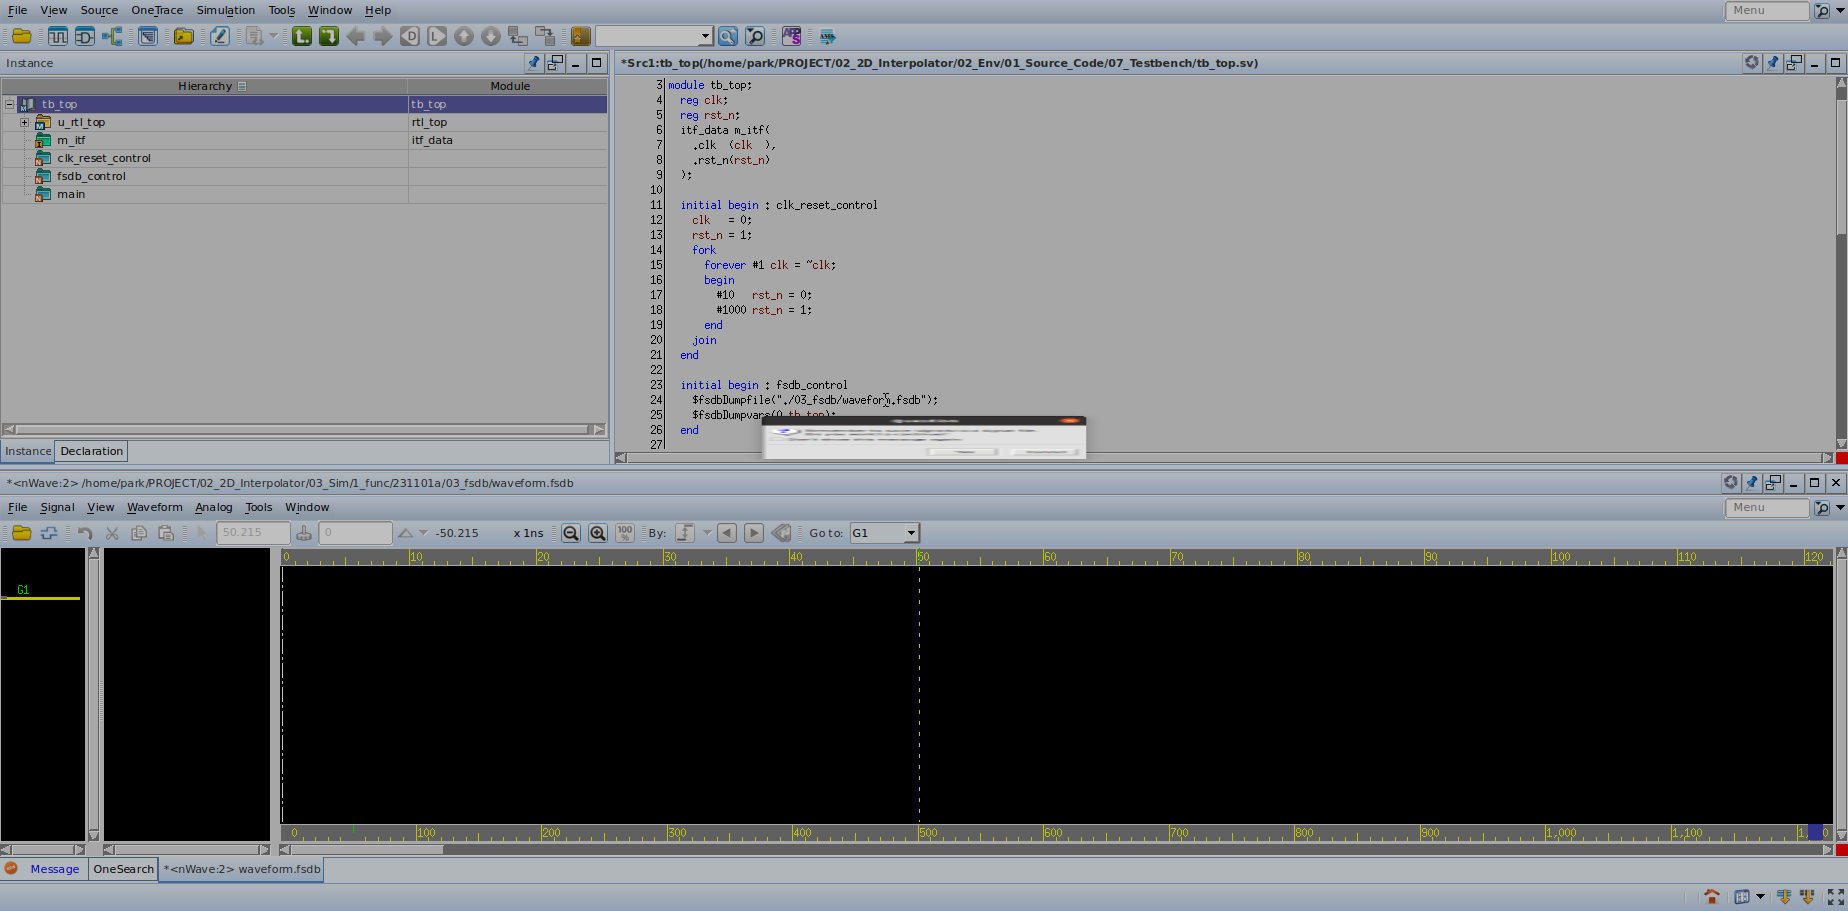 File View Source Trace OneTrace Simulation Tools Window Help
Menu
Instance
*Src1:tb_top(/home/park/PROJECT/02_2D_Interpolator/02_Env/01_Source_Code/07_Testbench/tb_top.sv)
Hierarchy Module
tb_top tb_top
u_rtl_top rtl_top
m_itf itf_data
clk_reset_control
fsdb_control
main
Instance Declaration
3 module tb_top;
4 reg clk;
5 reg rst_n;
6 itf_data m_itf(
7 .clk (clk ),
8 .rst_n(rst_n)
9 );
10
11 initial begin : clk_reset_control
12 clk = 0;
13 rst_n = 1;
14 fork
15 forever #1 clk = ~clk;
16 begin
17 #10 rst_n = 0;
18 #1000 rst_n = 1;
19 end
20 join
21 end
22
23 initial begin : fsdb_control
24 $fsdbDumpfile("./03_fsdb/waveform.fsdb");
25 $fsdbDumpvars(0,tb_top);
26 end
27
*<nWave:2> /home/park/PROJECT/02_2D_Interpolator/03_Sim/1_func/231101a/03_fsdb/waveform.fsdb
File Signal View Waveform Analog Tools Window
Menu
50.215 0 -50.215 x 1ns 100% By: Go to: G1
0 10 20 30 40 50 60 70 80 90 100 110 120
G1
0 100 200 300 400 500 600 700 800 900 1,000 1,100
Message OneSearch *<nWave:2> waveform.fsdb